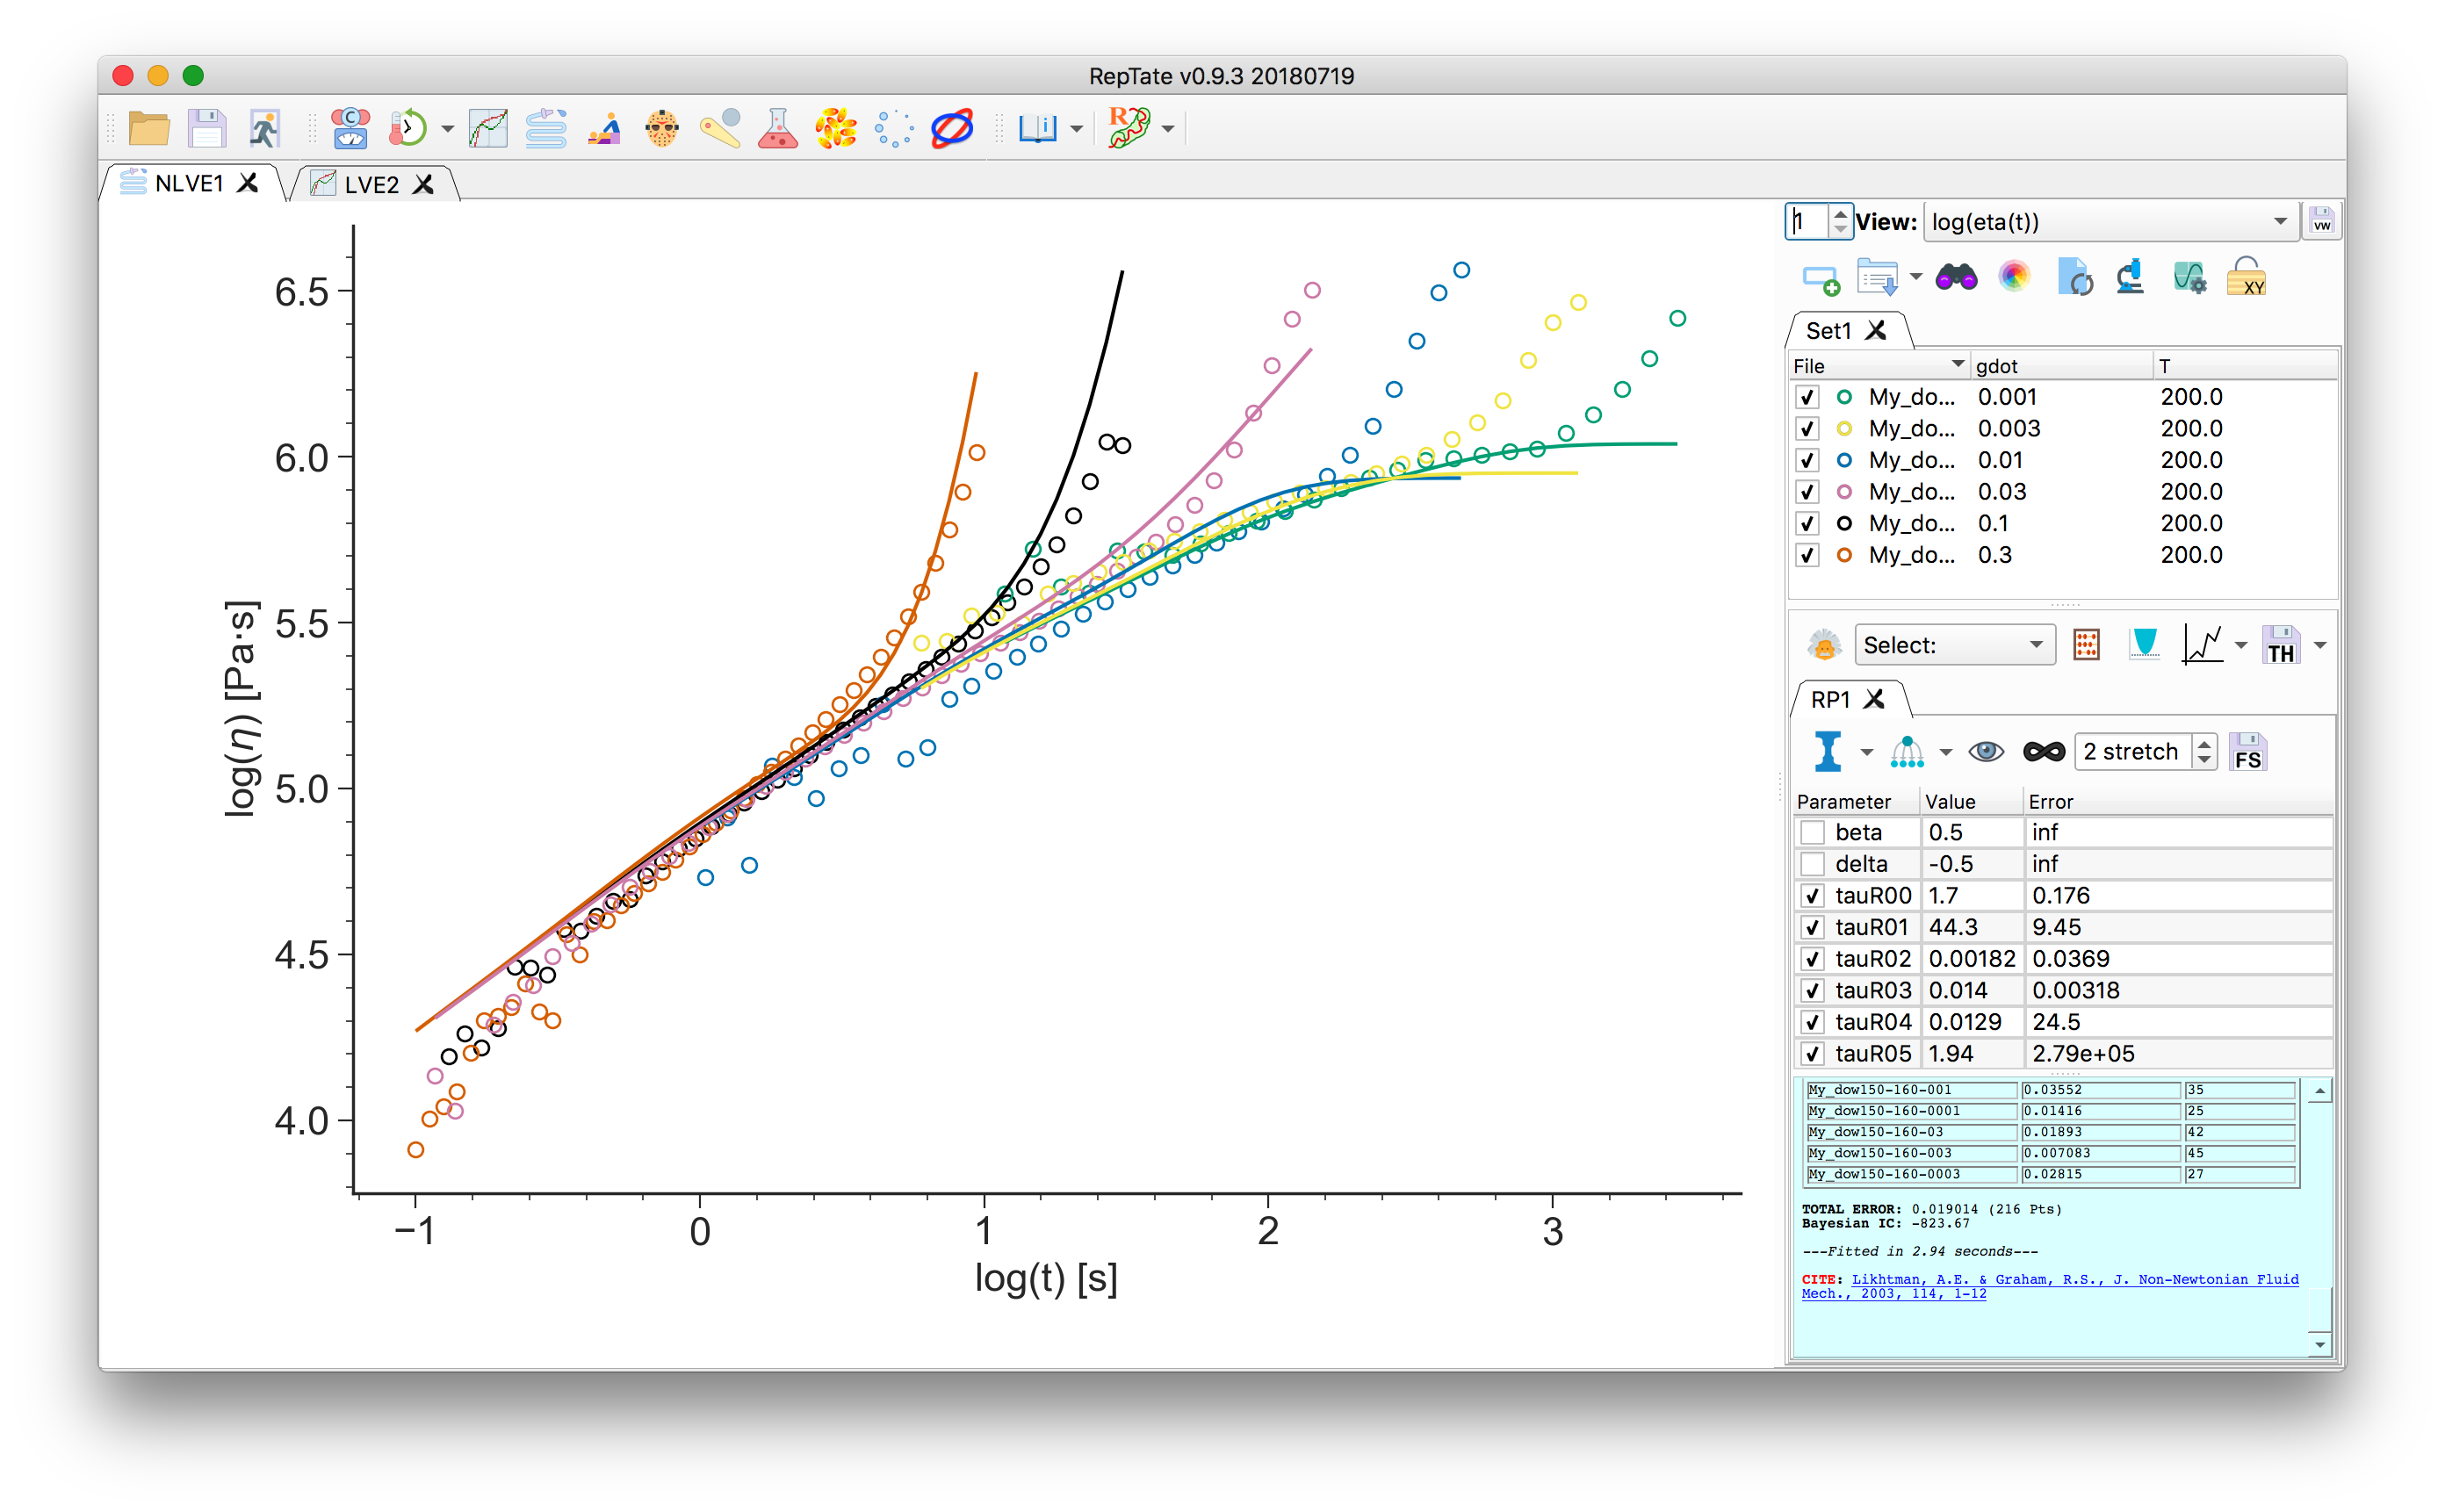 RepTate v0.9.3 20180719
NLVE1
LVE2
1 View: log(eta(t))
VW
XY
Set1
File gdot T
My_do... 0.001 200.0
My_do... 0.003 200.0
My_do... 0.01 200.0
My_do... 0.03 200.0
My_do... 0.1 200.0
My_do... 0.3 200.0
Select:
TH
RP1
2 stretch
FS
Parameter Value Error
beta 0.5 inf
delta -0.5 inf
tauR00 1.7 0.176
tauR01 44.3 9.45
tauR02 0.00182 0.0369
tauR03 0.014 0.00318
tauR04 0.0129 24.5
tauR05 1.94 2.79e+05
My_dow150-160-001 0.03552 35
My_dow150-160-0001 0.01416 25
My_dow150-160-03 0.01893 42
My_dow150-160-003 0.007083 45
My_dow150-160-0003 0.02815 27
TOTAL ERROR: 0.019014 (216 Pts)
Bayesian IC: -823.67
---Fitted in 2.94 seconds---
CITE: Likhtman, A.E. & Graham, R.S., J. Non-Newtonian Fluid
Mech., 2003, 114, 1-12
log(η) [Pa·s]
6.5
6.0
5.5
5.0
4.5
4.0
−1 0 1 2 3
log(t) [s]